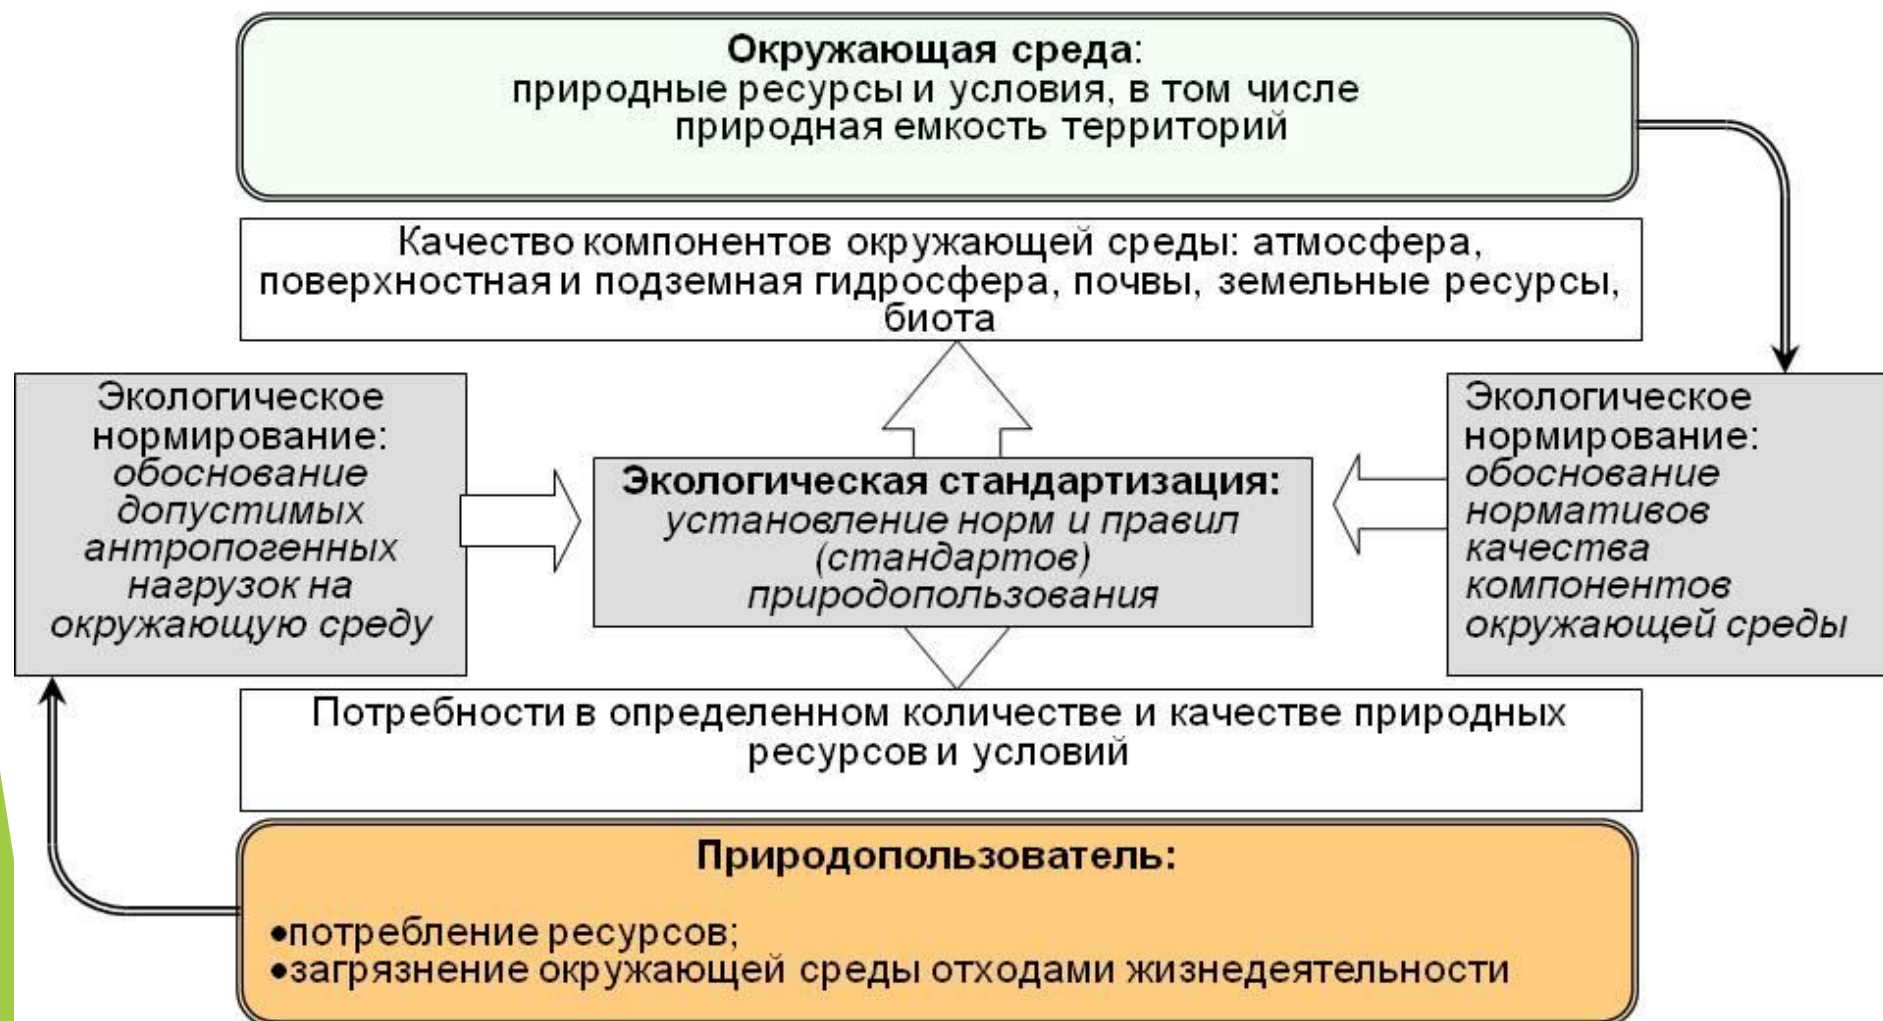 Окружающая среда:
природные ресурсы и условия, в том числе
природная емкость территорий
Качество компонентов окружающей среды: атмосфера,
поверхностная и подземная гидросфера, почвы, земельные ресурсы,
биота
Экологическое
нормирование:
обоснование
допустимых
антропогенных
нагрузок на
окружающую среду
Экологическая стандартизация:
установление норм и правил
(стандартов)
природопользования
Экологическое
нормирование:
обоснование
нормативов
качества
компонентов
окружающей среды
Потребности в определенном количестве и качестве природных
ресурсов и условий
Природопользователь:
•потребление ресурсов;
•загрязнение окружающей среды отходами жизнедеятельности